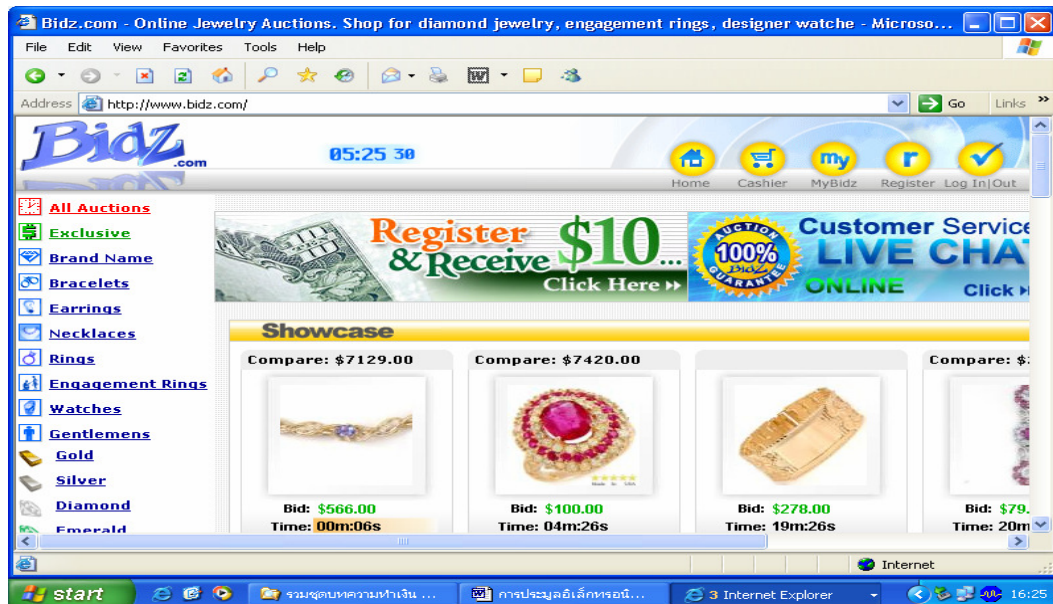 Bidz.com - Online Jewelry Auctions. Shop for diamond jewelry, engagement rings, designer watche - Microso...
File Edit View Favorites Tools Help
Address http://www.bidz.com/ Go Links »
Bidz.com
05:25 30
my r
Home Cashier MyBidz Register Log In|Out
All Auctions
Exclusive
Brand Name
Bracelets
Earrings
Necklaces
Rings
Engagement Rings
Watches
Gentlemens
Gold
Silver
Diamond
Emerald
Register
& Receive $10...
Click Here
AUCTION
100%
Bidz
GUARANTEE
Customer Service
LIVE CHA
ONLINE
Click
Showcase
Compare: $7129.00 Compare: $7420.00 Compare: $
Made in USA
Bid: $566.00 Bid: $100.00 Bid: $278.00 Bid: $79.
Time: 00m:06s Time: 04m:26s Time: 19m:26s Time: 20m
Internet
start รวมชุดบทความทำเงิน ... การประมูลอิเล็กทรอนิ... 3 Internet Explorer 16:25